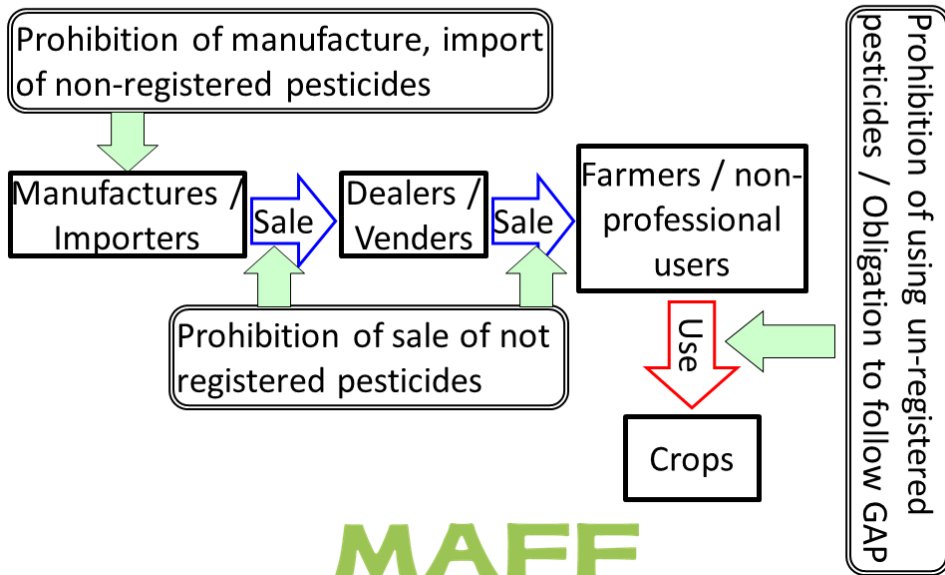 Prohibition of manufacture, import
of non-registered pesticides
Manufactures /
Importers
Sale
Dealers /
Venders
Sale
Farmers / non-
professional
users
Prohibition of sale of not
registered pesticides
Use
Crops
Prohibition of using un-registered
pesticides / Obligation to follow GAP
MAFF